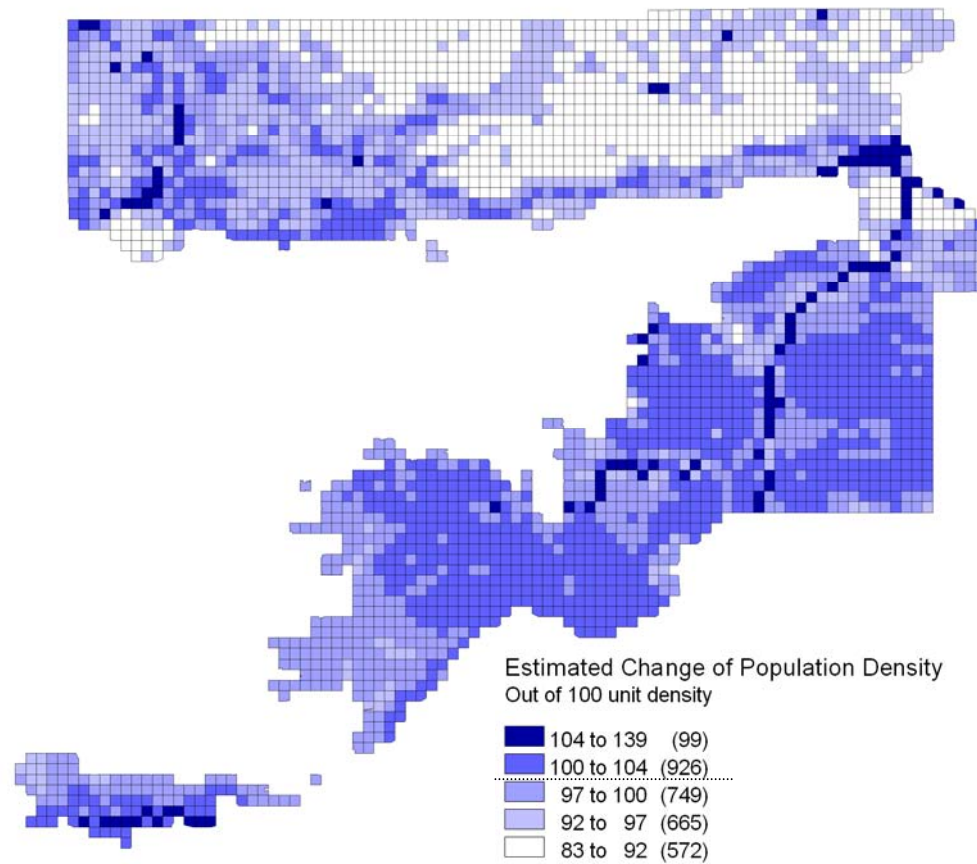 Estimated Change of Population Density
Out of 100 unit density
104 to 139 (99)
100 to 104 (926)
97 to 100 (749)
92 to 97 (665)
83 to 92 (572)